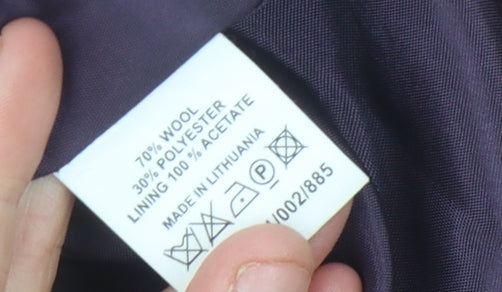 70% WOOL
30% POLYESTER
LINING 100 % ACETATE
MADE IN LITHUANIA
P
/002/885